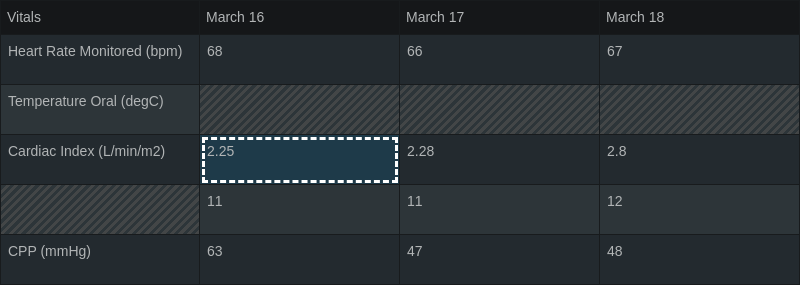 Vitals March 16 March 17 March 18
Heart Rate Monitored (bpm) 68 66 67
Temperature Oral (degC)
Cardiac Index (L/min/m2) 2.25 2.28 2.8
11 11 12
CPP (mmHg) 63 47 48